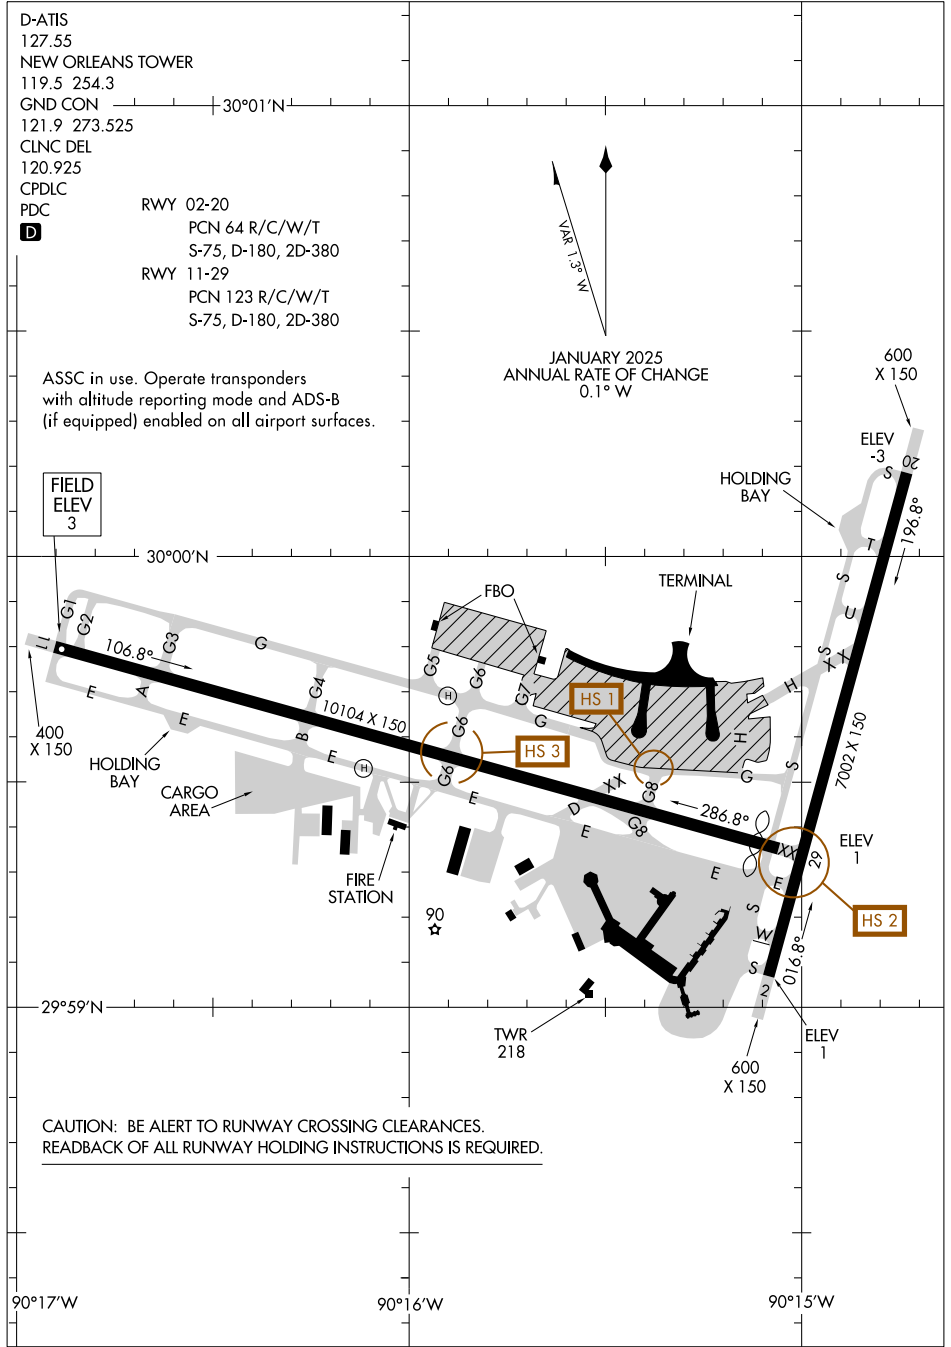 D-ATIS
127.55
NEW ORLEANS TOWER
119.5 254.3
GND CON
121.9 273.525
CLNC DEL
120.925
CPDLC
PDC
D
30°01'N
RWY 02-20
PCN 64 R/C/W/T
S-75, D-180, 2D-380
RWY 11-29
PCN 123 R/C/W/T
S-75, D-180, 2D-380
VAR 1.3° W
JANUARY 2025
ANNUAL RATE OF CHANGE
0.1° W
ASSC in use. Operate transponders
with altitude reporting mode and ADS-B
(if equipped) enabled on all airport surfaces.
600
X 150
ELEV
-3
20
S
HOLDING
BAY
196.8°
T
FIELD
ELEV
3
30°00'N
FBO
TERMINAL
S
U
S
XX
H
G1
G2
G3
G
11
106.8°
E
A
E
G4
G5
G6
G7
H
10104 X 150
G6
G
HS 1
H
400
X 150
HOLDING
BAY
B
E
H
HS 3
G6
E
XX
D
G8
G
S
7002 X 150
CARGO
AREA
286.8°
E
G8
E
XX
29
ELEV
1
E
FIRE
STATION
90
S
HS 2
W
S
016.8°
2
29°59'N
TWR
218
ELEV
1
600
X 150
CAUTION: BE ALERT TO RUNWAY CROSSING CLEARANCES.
READBACK OF ALL RUNWAY HOLDING INSTRUCTIONS IS REQUIRED.
90°17'W
90°16'W
90°15'W